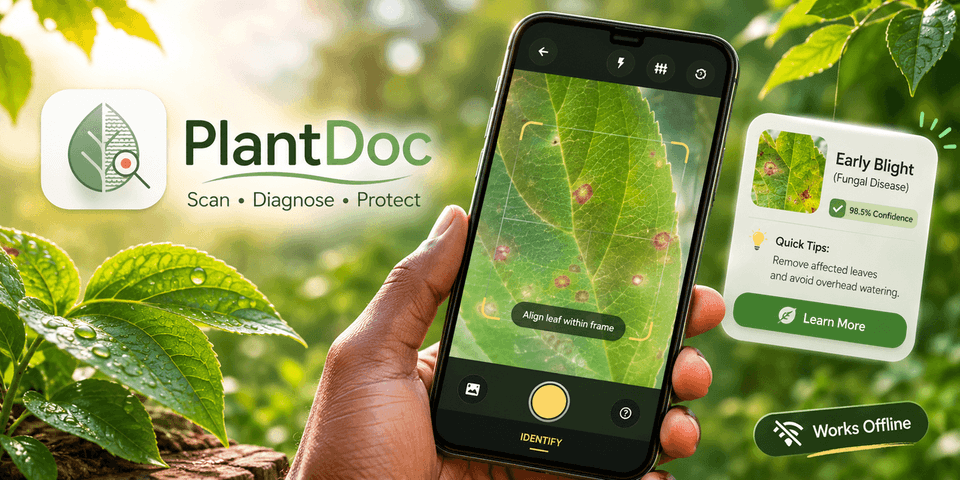 PlantDoc
Scan • Diagnose • Protect
Align leaf within frame
IDENTIFY
Early Blight
(Fungal Disease)
98.5% Confidence
Quick Tips:
Remove affected leaves
and avoid overhead watering.
Learn More
Works Offline